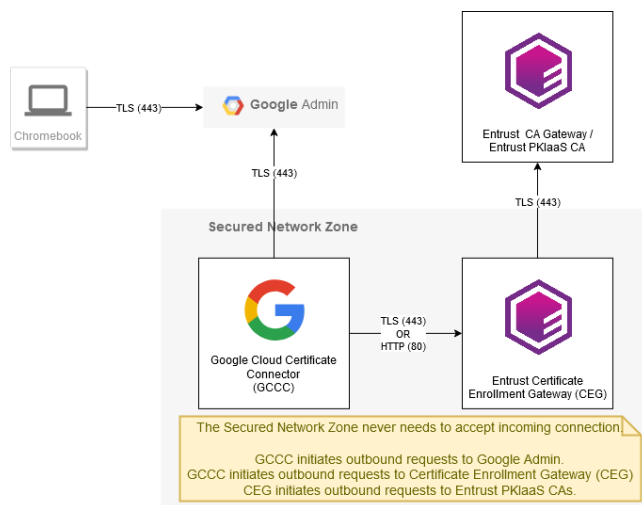 Chromebook
TLS (443)
Google Admin
Entrust CA Gateway /
Entrust PKIaaS CA
TLS (443)
TLS (443)
Secured Network Zone
Google Cloud Certificate
Connector
(GCCC)
TLS (443)
OR
HTTP (80)
Entrust Certificate
Enrollment Gateway (CEG)
The Secured Network Zone never needs to accept incoming connection.
GCCC initiates outbound requests to Google Admin.
GCCC initiates outbound requests to Certificate Enrollment Gateway (CEG)
CEG initiates outbound requests to Entrust PKIaaS CAs.